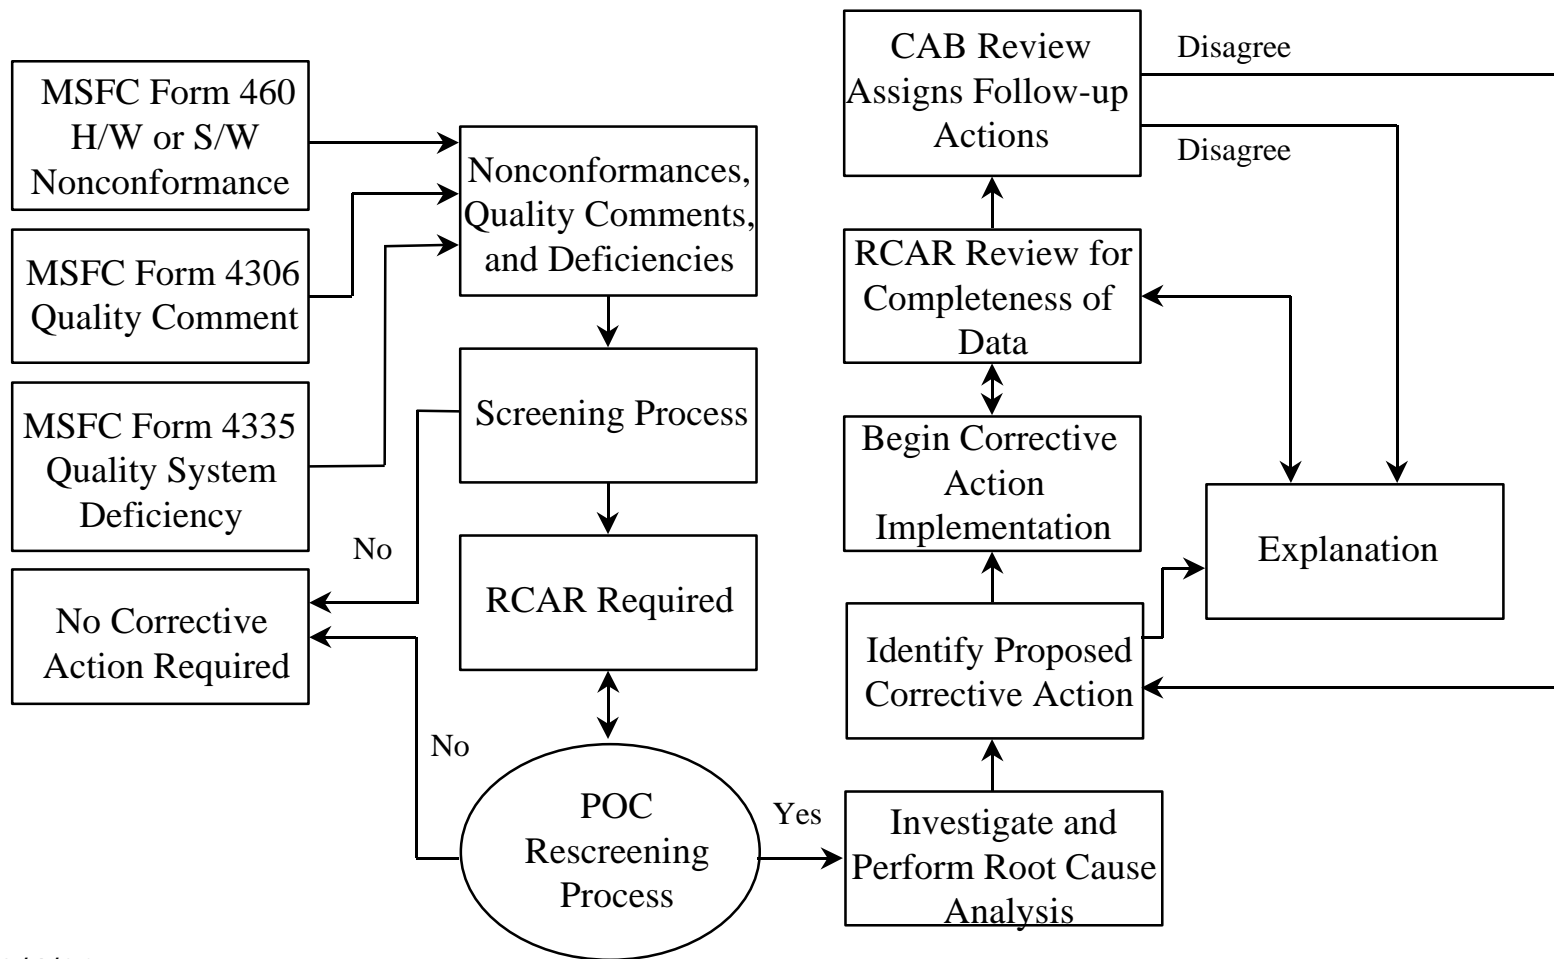 MSFC Form 460
H/W or S/W
Nonconformance
MSFC Form 4306
Quality Comment
MSFC Form 4335
Quality System
Deficiency
No Corrective
Action Required
No
No
Nonconformances,
Quality Comments,
and Deficiencies
Screening Process
RCAR Required
POC
Rescreening
Process
Yes
CAB Review
Assigns Follow-up
Actions
RCAR Review for
Completeness of
Data
Begin Corrective
Action
Implementation
Identify Proposed
Corrective Action
Investigate and
Perform Root Cause
Analysis
Disagree
Disagree
Explanation